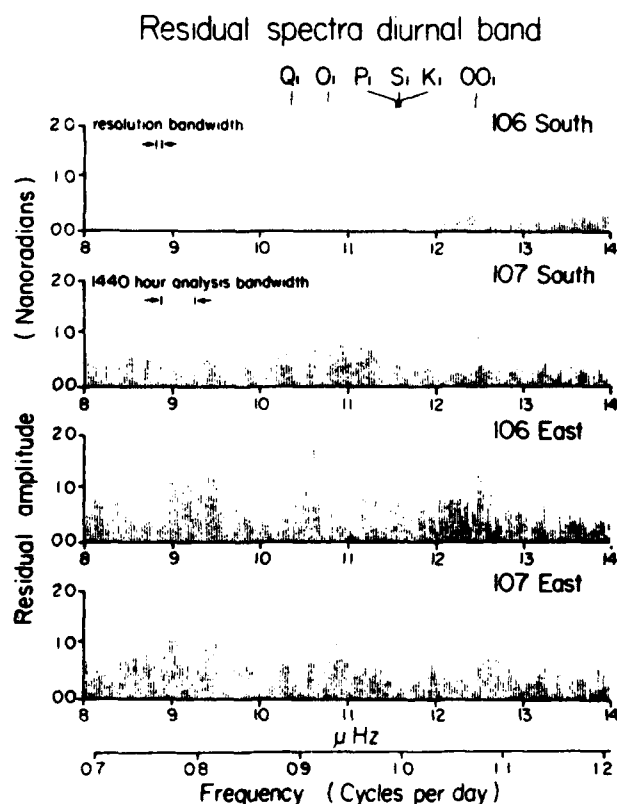 Residual spectra diurnal band
Q₁ O₁ P₁ S₁ K₁ OO₁
106 South
2.0
resolution bandwidth
1.0
0.0
8 9 10 11 12 13 14
107 South
2.0
1440 hour analysis bandwidth
1.0
0.0
8 9 10 11 12 13 14
106 East
2.0
1.0
0.0
8 9 10 11 12 13 14
107 East
2.0
1.0
0.0
8 9 10 11 12 13 14
μ Hz
0.7 0.8 0.9 1.0 1.1 1.2
Frequency (Cycles per day)
Residual amplitude (Nanoradians)